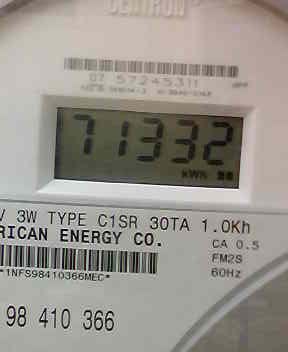 CENTRON
07 57245311
71332
kWh
V 3W TYPE C1SR 30TA 1.0Kh
RICAN ENERGY CO.
CA 0.5
FM2S
60Hz
*1NFS98410366MEC*
98 410 366